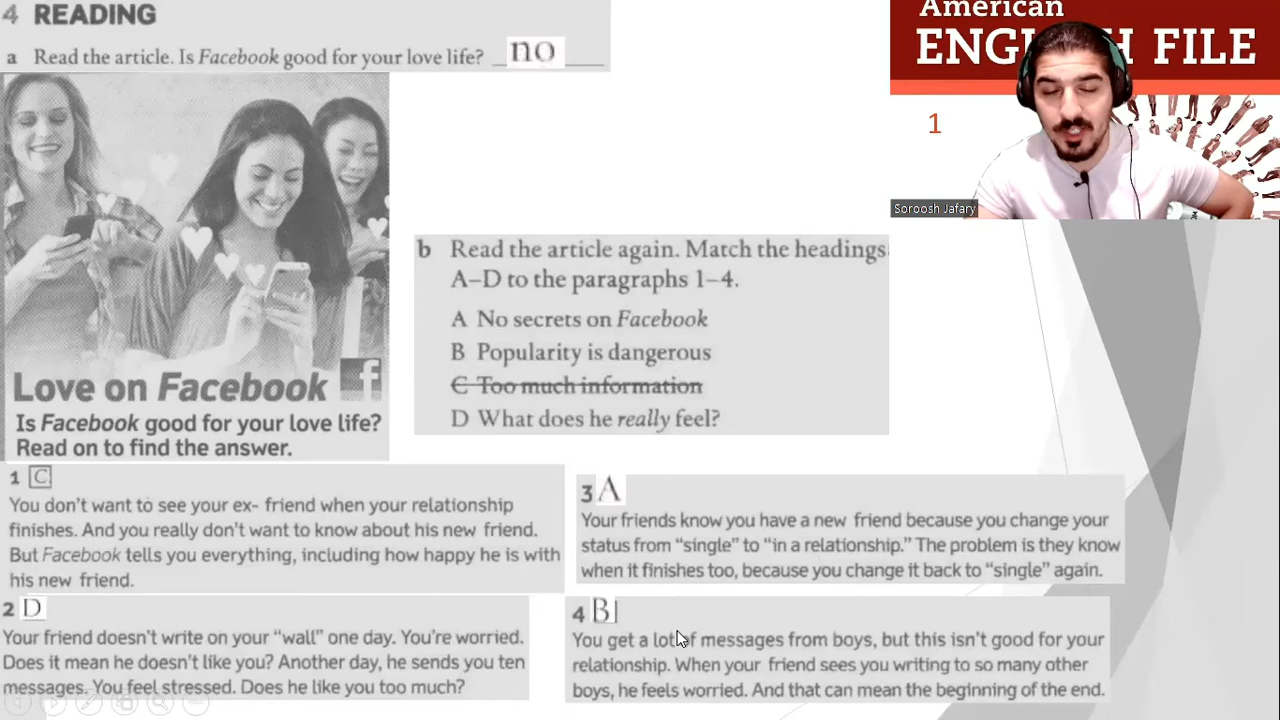 4 READING
a Read the article. Is Facebook good for your love life? no
American
ENGLISH FILE
1
Soroosh Jafary
b Read the article again. Match the headings
A–D to the paragraphs 1–4.
A No secrets on Facebook
B Popularity is dangerous
C Too much information
D What does he really feel?
f
Love on Facebook
Is Facebook good for your love life?
Read on to find the answer.
1 C
You don't want to see your ex- friend when your relationship
finishes. And you really don't want to know about his new friend.
But Facebook tells you everything, including how happy he is with
his new friend.
2 D
Your friend doesn't write on your “wall” one day. You're worried.
Does it mean he doesn't like you? Another day, he sends you ten
messages. You feel stressed. Does he like you too much?
3 A
Your friends know you have a new friend because you change your
status from “single” to “in a relationship.” The problem is they know
when it finishes too, because you change it back to “single” again.
4 B
You get a lot of messages from boys, but this isn't good for your
relationship. When your friend sees you writing to so many other
boys, he feels worried. And that can mean the beginning of the end.